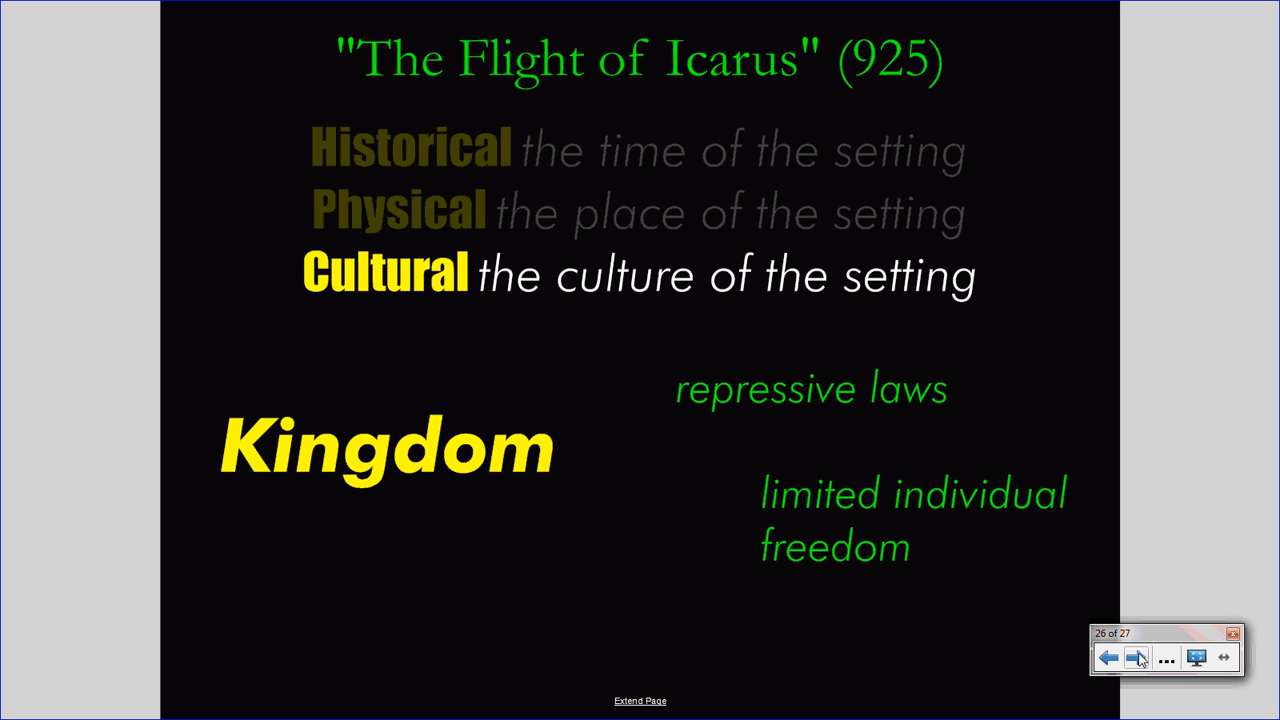 "The Flight of Icarus" (925)
Historical the time of the setting
Physical the place of the setting
Cultural the culture of the setting
repressive laws
Kingdom
limited individual
freedom
26 of 27
...
Extend Page